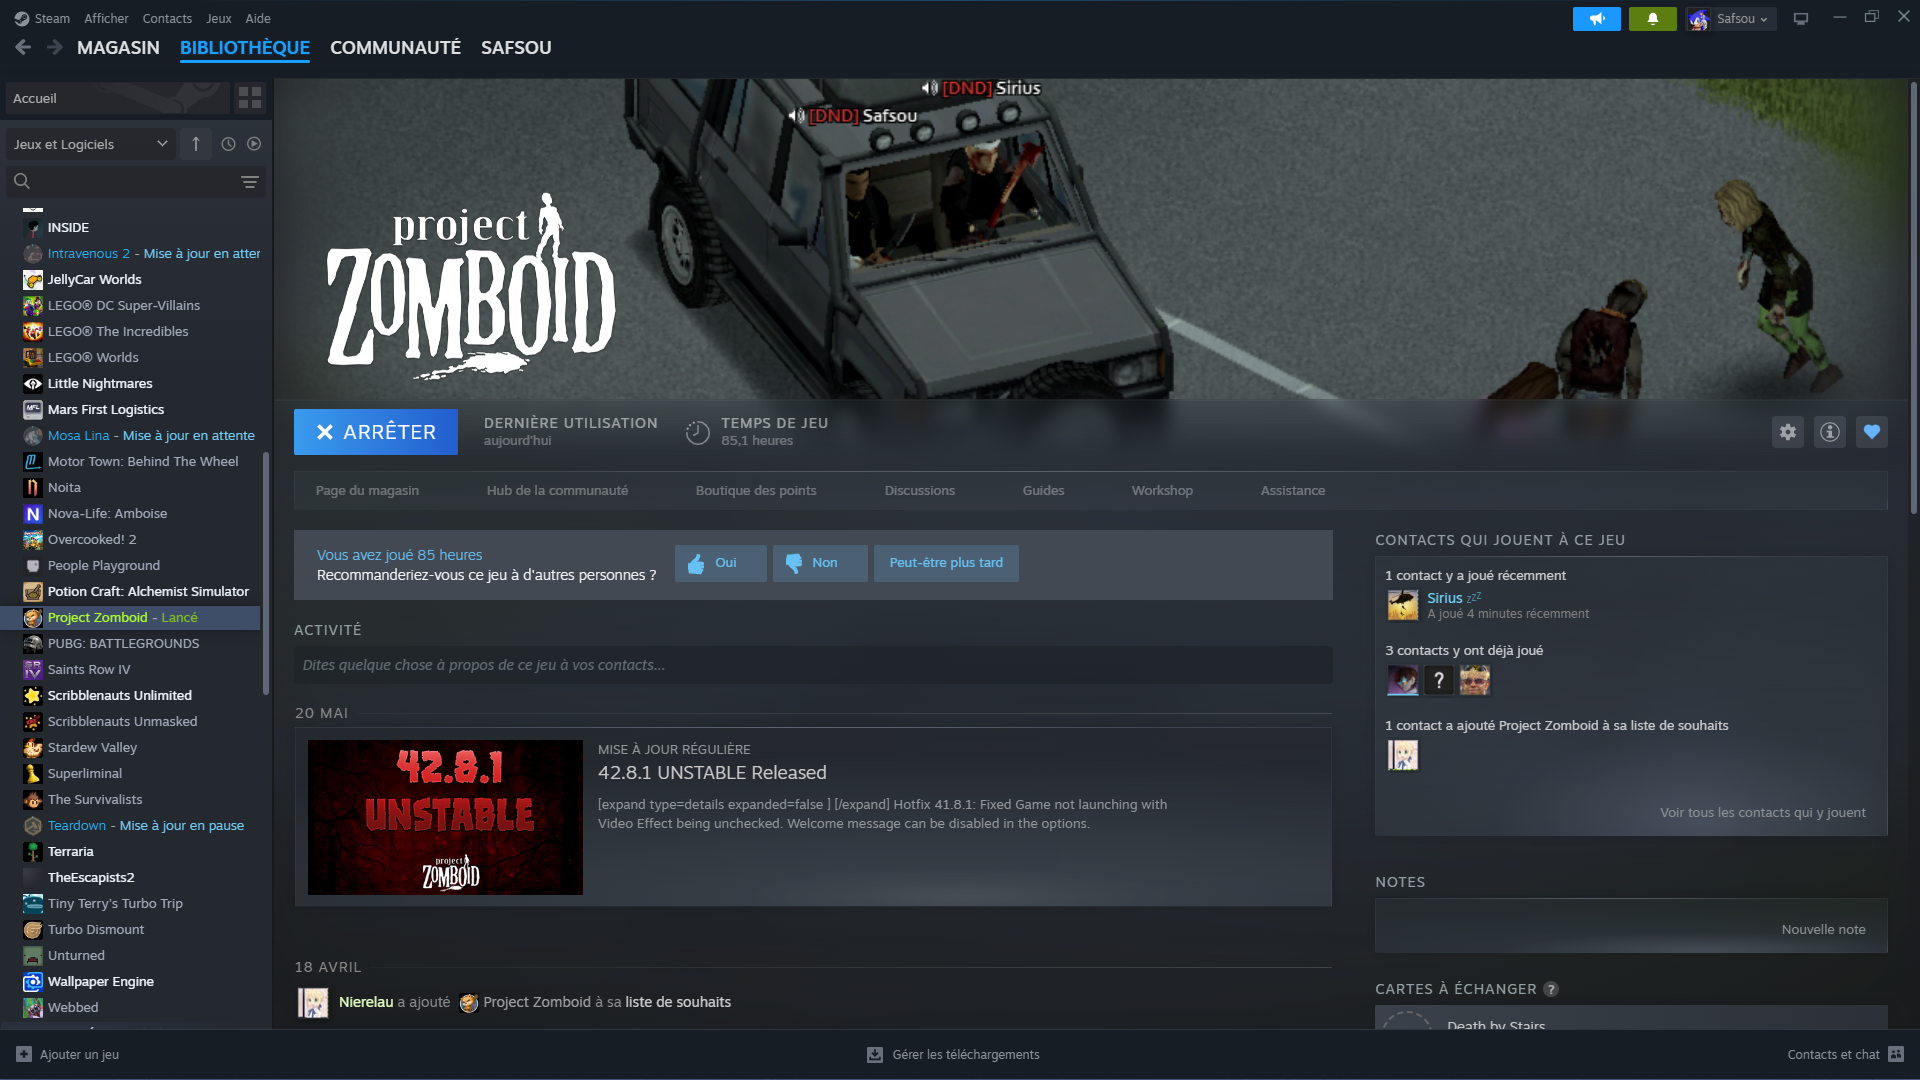 Steam
Afficher
Contacts
Jeux
Aide
Safsou
MAGASIN
BIBLIOTHÈQUE
COMMUNAUTÉ
SAFSOU
Accueil
Jeux et Logiciels
INSIDE
Intravenous 2 - Mise à jour en atter
JellyCar Worlds
LEGO® DC Super-Villains
LEGO® The Incredibles
LEGO® Worlds
Little Nightmares
Mars First Logistics
Mosa Lina - Mise à jour en attente
Motor Town: Behind The Wheel
Noita
Nova-Life: Amboise
Overcooked! 2
People Playground
Potion Craft: Alchemist Simulator
Project Zomboid - Lancé
PUBG: BATTLEGROUNDS
Saints Row IV
Scribblenauts Unlimited
Scribblenauts Unmasked
Stardew Valley
Superliminal
The Survivalists
Teardown - Mise à jour en pause
Terraria
TheEscapists2
Tiny Terry's Turbo Trip
Turbo Dismount
Unturned
Wallpaper Engine
Webbed
[DND] Sirius
[DND] Safsou
project
ZOMBOID
ARRÊTER
DERNIÈRE UTILISATION
aujourd'hui
TEMPS DE JEU
85,1 heures
Page du magasin
Hub de la communauté
Boutique des points
Discussions
Guides
Workshop
Assistance
Vous avez joué 85 heures
Recommanderiez-vous ce jeu à d'autres personnes ?
Oui
Non
Peut-être plus tard
ACTIVITÉ
Dites quelque chose à propos de ce jeu à vos contacts...
20 MAI
42.8.1
UNSTABLE
project
ZOMBOID
MISE À JOUR RÉGULIÈRE
42.8.1 UNSTABLE Released
[expand type=details expanded=false ] [/expand] Hotfix 41.8.1: Fixed Game not launching with
Video Effect being unchecked. Welcome message can be disabled in the options.
18 AVRIL
Nierelau a ajouté Project Zomboid à sa liste de souhaits
CONTACTS QUI JOUENT À CE JEU
1 contact y a joué récemment
Sirius zzZ
A joué 4 minutes récemment
3 contacts y ont déjà joué
?
1 contact a ajouté Project Zomboid à sa liste de souhaits
Voir tous les contacts qui y jouent
NOTES
Nouvelle note
CARTES À ÉCHANGER ?
Death by Stairs
Ajouter un jeu
Gérer les téléchargements
Contacts et chat